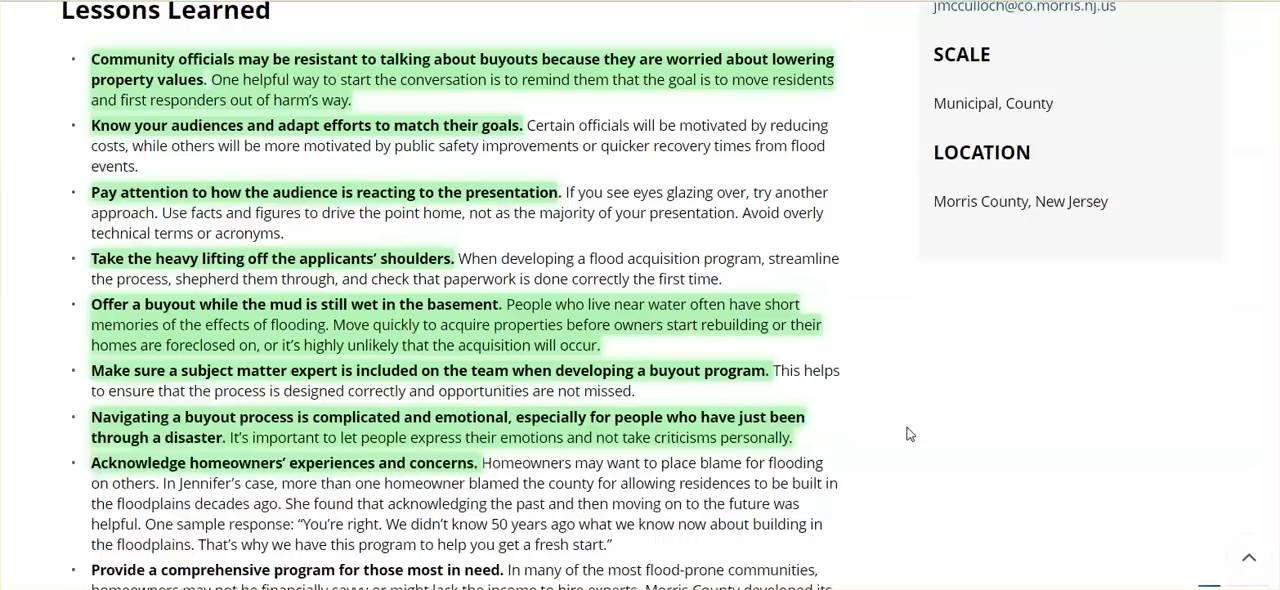 Lessons Learned
• Community officials may be resistant to talking about buyouts because they are worried about lowering
property values. One helpful way to start the conversation is to remind them that the goal is to move residents
and first responders out of harm’s way.
• Know your audiences and adapt efforts to match their goals. Certain officials will be motivated by reducing
costs, while others will be more motivated by public safety improvements or quicker recovery times from flood
events.
• Pay attention to how the audience is reacting to the presentation. If you see eyes glazing over, try another
approach. Use facts and figures to drive the point home, not as the majority of your presentation. Avoid overly
technical terms or acronyms.
• Take the heavy lifting off the applicants’ shoulders. When developing a flood acquisition program, streamline
the process, shepherd them through, and check that paperwork is done correctly the first time.
• Offer a buyout while the mud is still wet in the basement. People who live near water often have short
memories of the effects of flooding. Move quickly to acquire properties before owners start rebuilding or their
homes are foreclosed on, or it’s highly unlikely that the acquisition will occur.
• Make sure a subject matter expert is included on the team when developing a buyout program. This helps
to ensure that the process is designed correctly and opportunities are not missed.
• Navigating a buyout process is complicated and emotional, especially for people who have just been
through a disaster. It’s important to let people express their emotions and not take criticisms personally.
• Acknowledge homeowners’ experiences and concerns. Homeowners may want to place blame for flooding
on others. In Jennifer’s case, more than one homeowner blamed the county for allowing residences to be built in
the floodplains decades ago. She found that acknowledging the past and then moving on to the future was
helpful. One sample response: “You’re right. We didn’t know 50 years ago what we know now about building in
the floodplains. That’s why we have this program to help you get a fresh start.”
• Provide a comprehensive program for those most in need. In many of the most flood-prone communities,
homeowners may not be financially savvy or might lack the income to hire experts. Morris County developed its
jmcculloch@co.morris.nj.us
SCALE
Municipal, County
LOCATION
Morris County, New Jersey